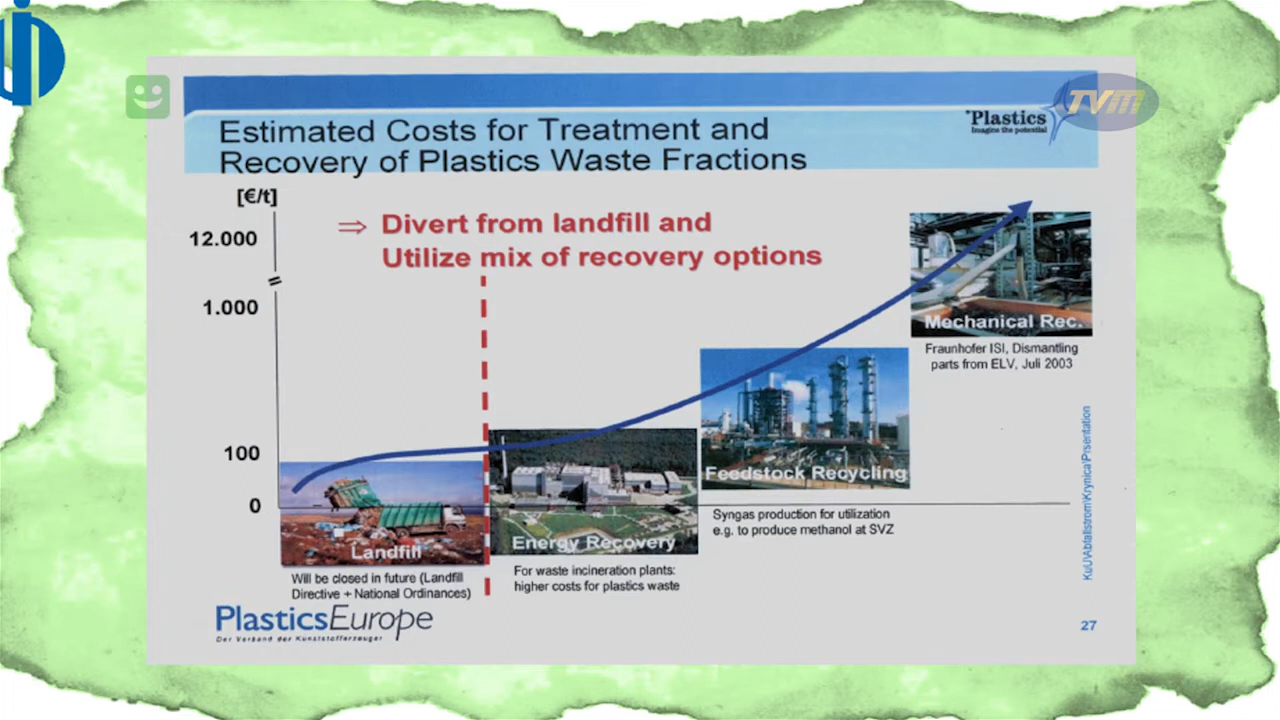 TVM
*Plastics
Imagine the potential
Estimated Costs for Treatment and
Recovery of Plastics Waste Fractions
[€/t]
⇒ Divert from landfill and
Utilize mix of recovery options
12.000
1.000
100
0
Mechanical Rec.
Fraunhofer ISI, Dismantling
parts from ELV, Juli 2003
Feedstock Recycling
Syngas production for utilization
e.g. to produce methanol at SVZ
Energy Recovery
For waste incineration plants:
higher costs for plastics waste
Landfill
Will be closed in future (Landfill
Directive + National Ordinances)
PlasticsEurope
Der Verband der Kunststofferzeuger
27